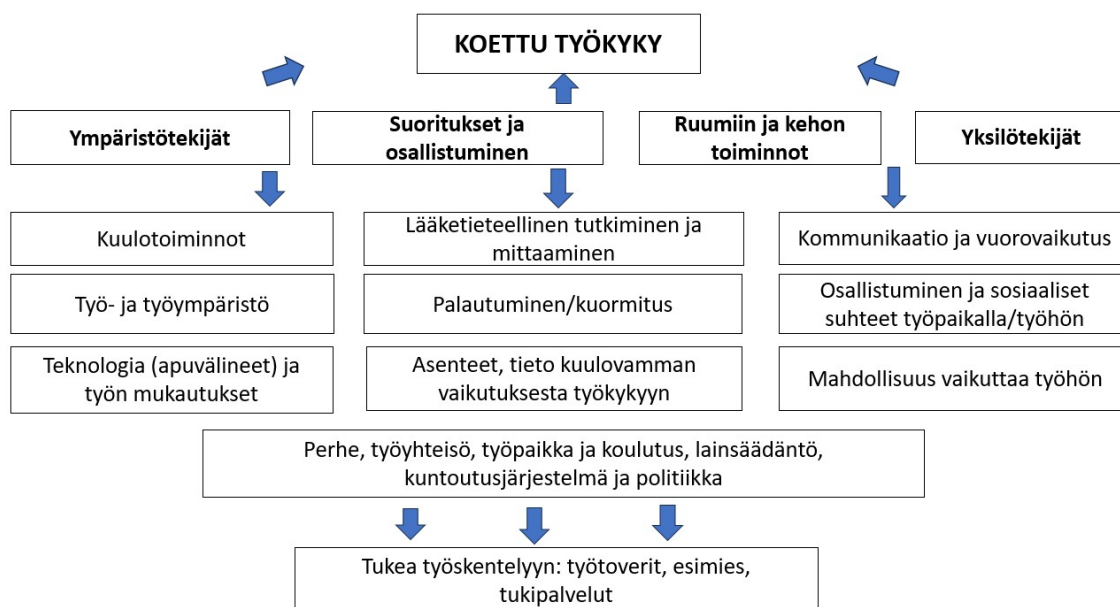 KOETTU TYÖKYKY
Ympäristötekijät
Suoritukset ja
osallistuminen
Ruumiin ja kehon
toiminnot
Yksilötekijät
Kuulotoiminnot
Lääketieteellinen tutkiminen ja
mittaaminen
Kommunikaatio ja vuorovaikutus
Työ- ja työympäristö
Palautuminen/kuormitus
Osallistuminen ja sosiaaliset
suhteet työpaikalla/työhön
Teknologia (apuvälineet) ja
työn mukautukset
Asenteet, tieto kuulovamman
vaikutuksesta työkykyyn
Mahdollisuus vaikuttaa työhön
Perhe, työyhteisö, työpaikka ja koulutus, lainsäädäntö,
kuntoutusjärjestelmä ja politiikka
Tukea työskentelyyn: työtoverit, esimies,
tukipalvelut